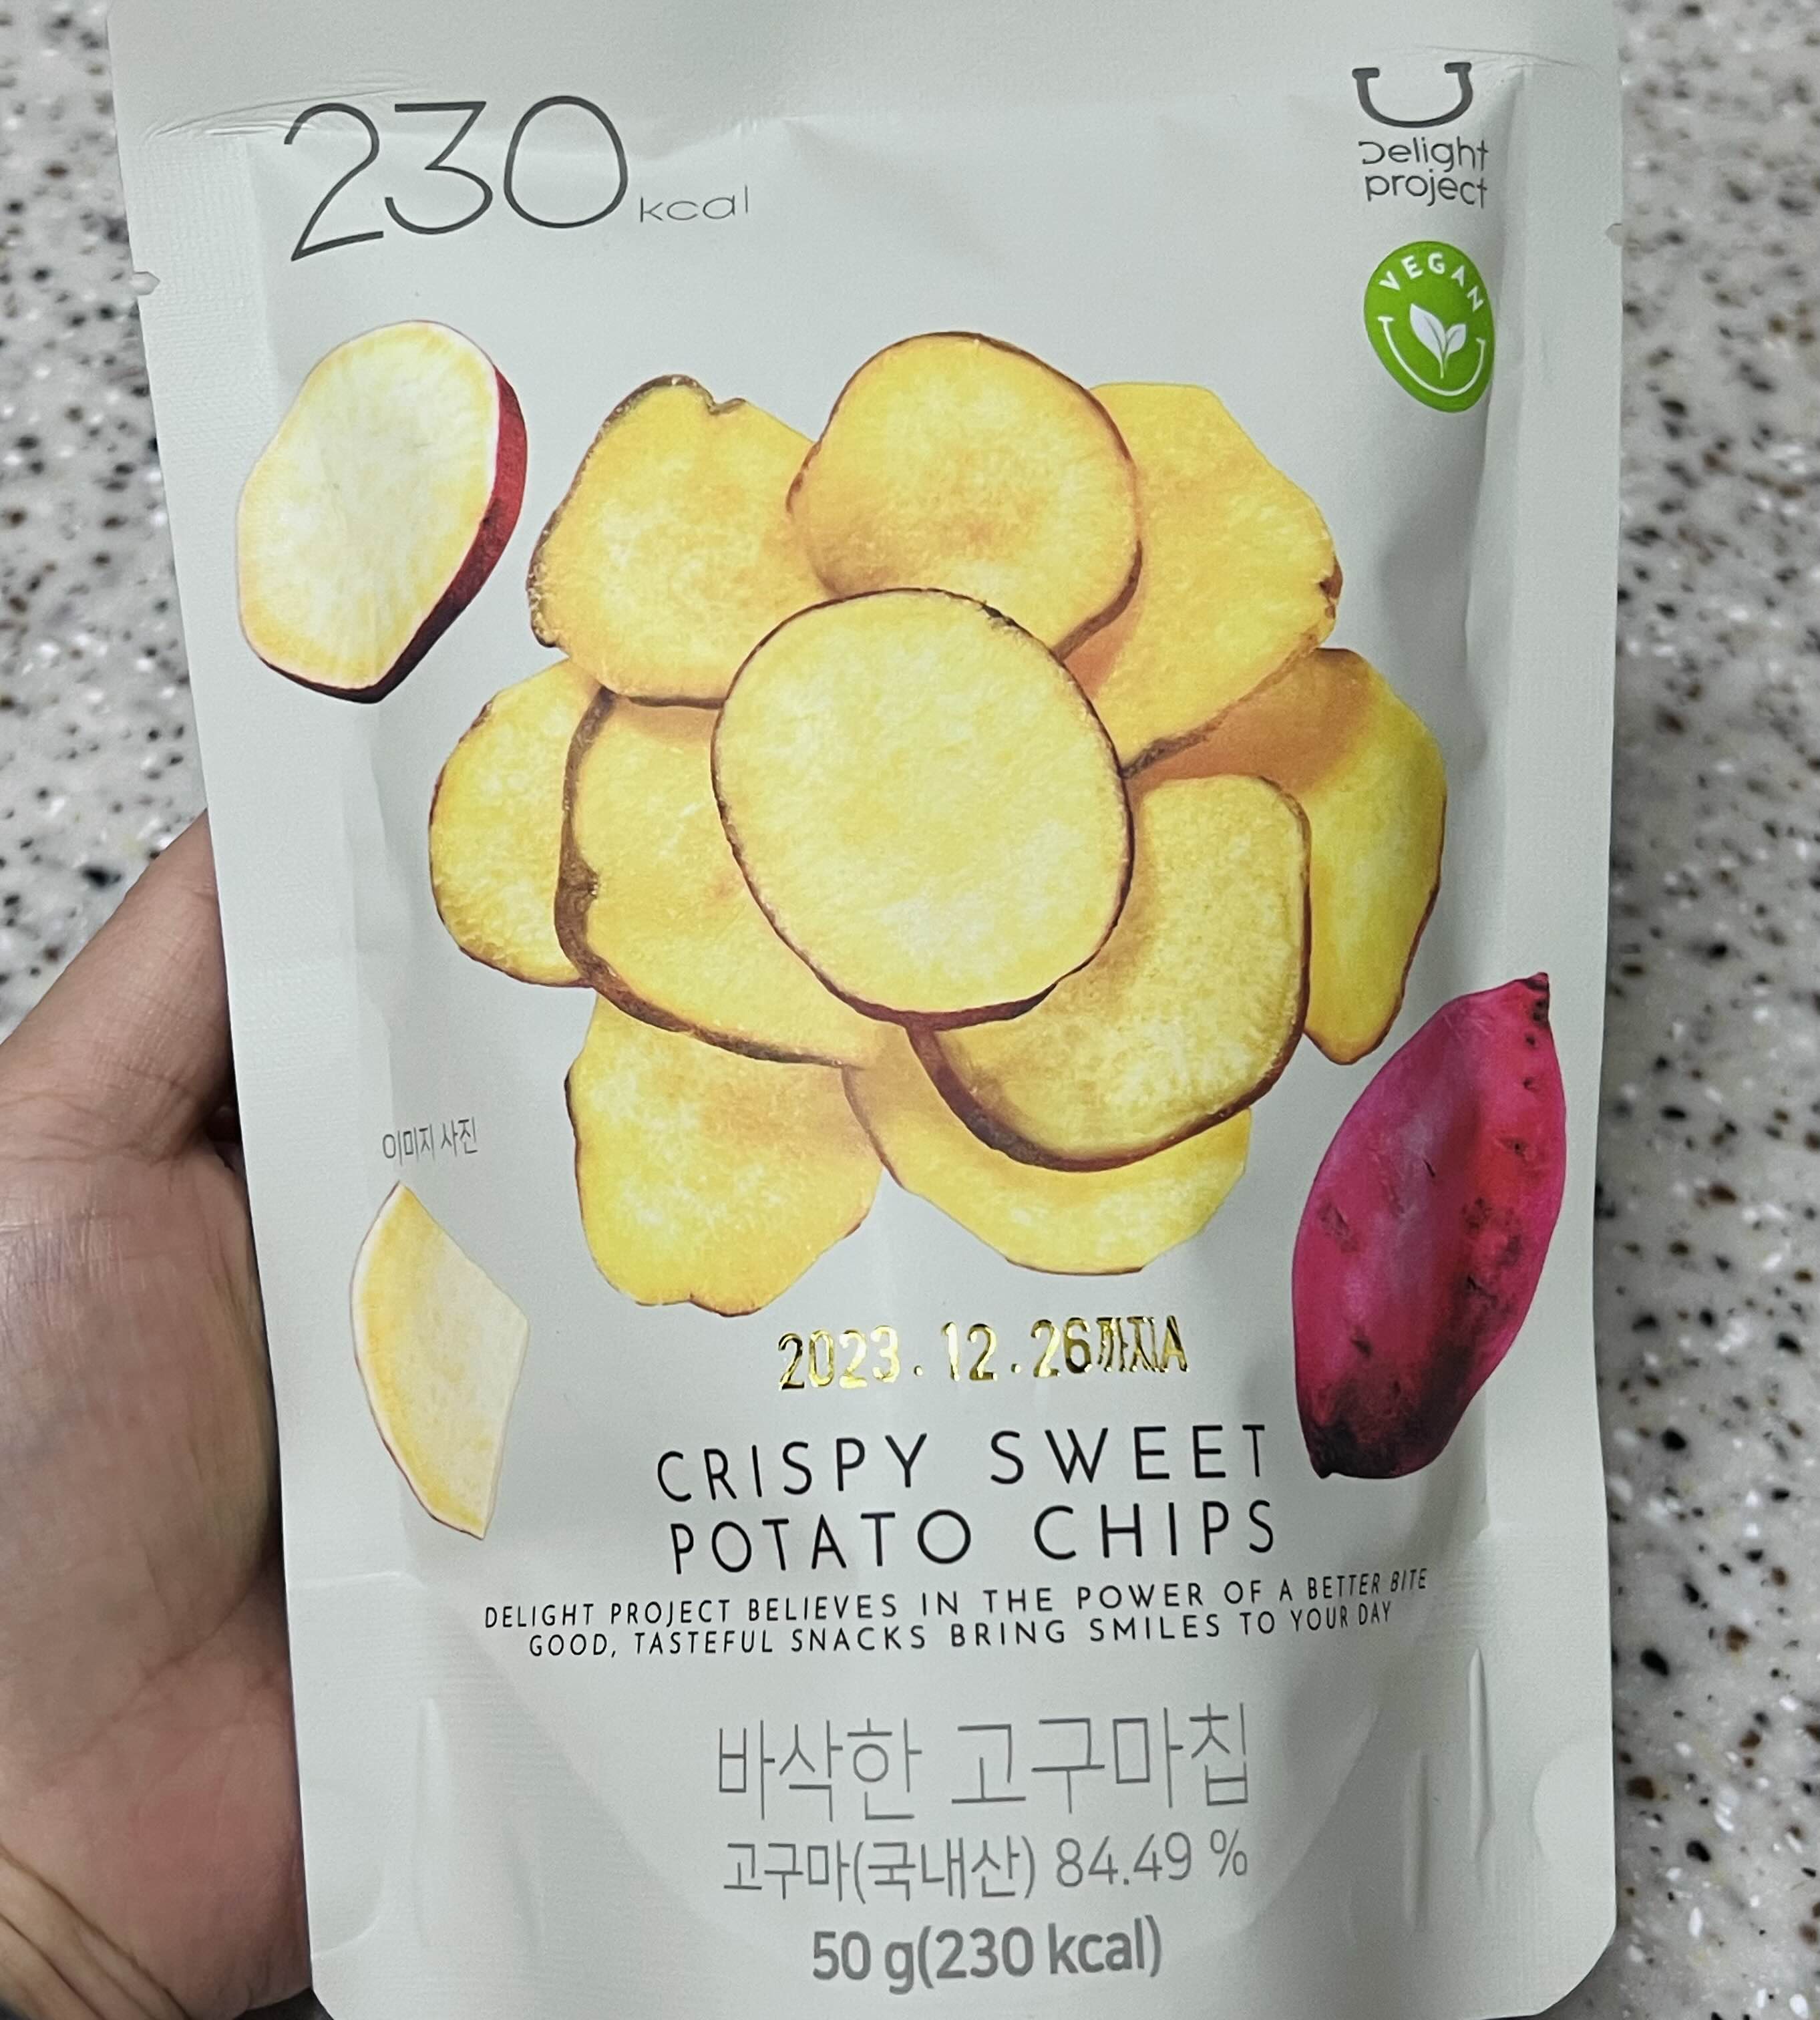 230 kcal
Delight
project
VEGAN
이미지 사진
2023.12.26까지A
CRISPY SWEET
POTATO CHIPS
DELIGHT PROJECT BELIEVES IN THE POWER OF A BETTER BITE
GOOD, TASTEFUL SNACKS BRING SMILES TO YOUR DAY
바삭한 고구마칩
고구마(국내산) 84.49 %
50 g(230 kcal)